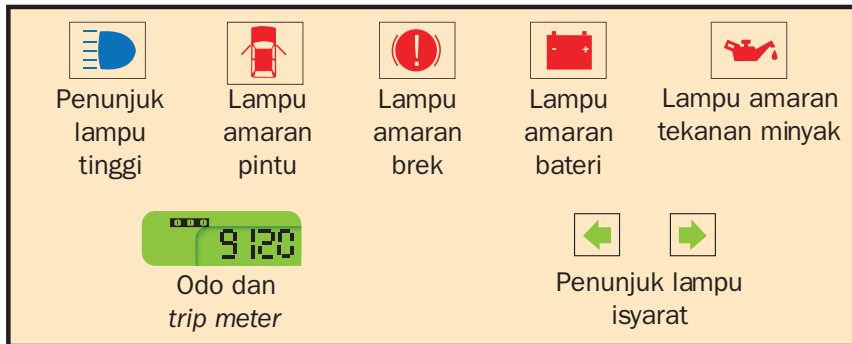 Penunjuk
lampu
tinggi
Lampu
amaran
pintu
Lampu
amaran
brek
Lampu
amaran
bateri
Lampu amaran
tekanan minyak
9120
Odo dan
trip meter
Penunjuk lampu
isyarat